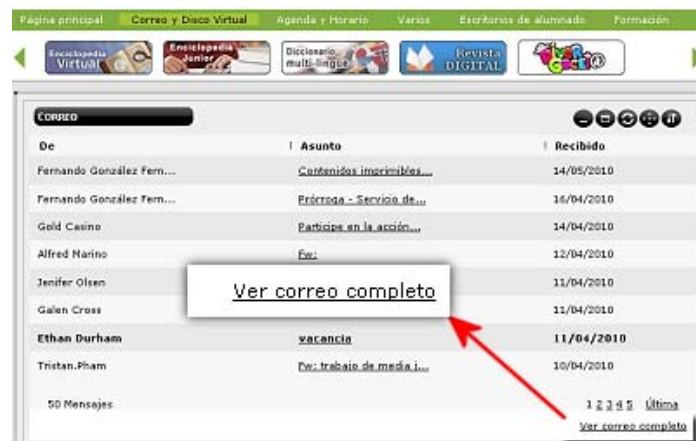 Página principal Correo y Disco Virtual Agenda y Horario Varios Escritorios de alumnado Formación
Enciclopedia Virtual Enciclopedia Junior Diccionario multi-lingüe Revista DIGITAL
CORREO
De Asunto Recibido
Fernando González Fern... Contenidos imprimibles... 14/05/2010
Fernando González Fern... Prórroga - Servicio de... 16/04/2010
Gold Casino Participe en la acción... 14/04/2010
Alfred Marino Fw: 12/04/2010
Jenifer Olsen 11/04/2010
Ver correo completo
Galen Cross 11/04/2010
Ethan Durham vacancia 11/04/2010
Tristan.Pham Fw: trabajo de media j... 10/04/2010
50 Mensajes 1 2 3 4 5 Última
Ver correo completo